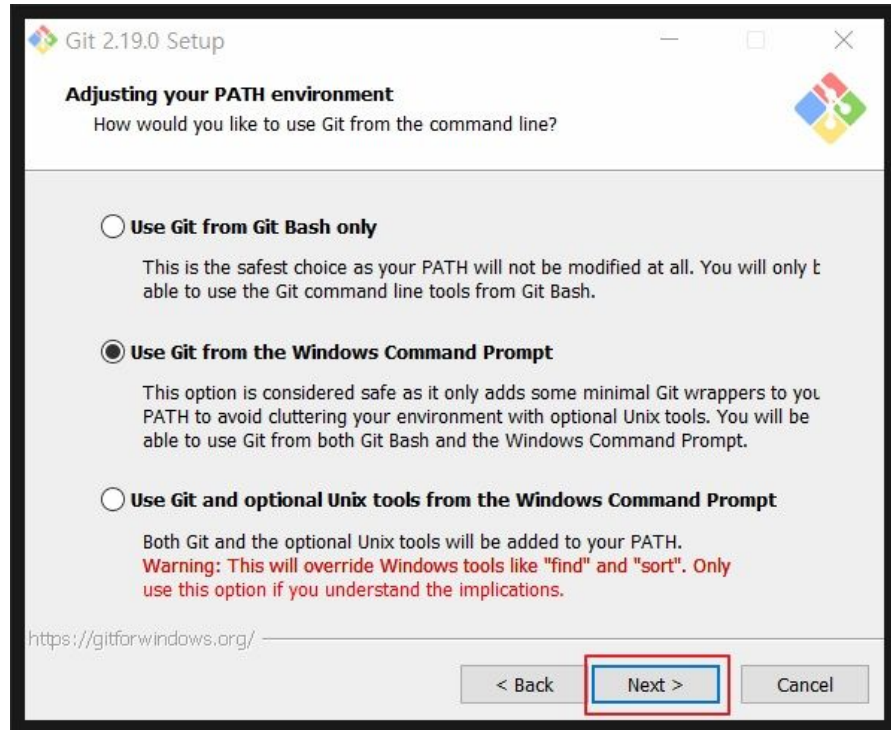 Git 2.19.0 Setup
Adjusting your PATH environment
How would you like to use Git from the command line?
Use Git from Git Bash only
This is the safest choice as your PATH will not be modified at all. You will only b
able to use the Git command line tools from Git Bash.
Use Git from the Windows Command Prompt
This option is considered safe as it only adds some minimal Git wrappers to you
PATH to avoid cluttering your environment with optional Unix tools. You will be
able to use Git from both Git Bash and the Windows Command Prompt.
Use Git and optional Unix tools from the Windows Command Prompt
Both Git and the optional Unix tools will be added to your PATH.
Warning: This will override Windows tools like "find" and "sort". Only
use this option if you understand the implications.
https://gitforwindows.org/
< Back Next > Cancel